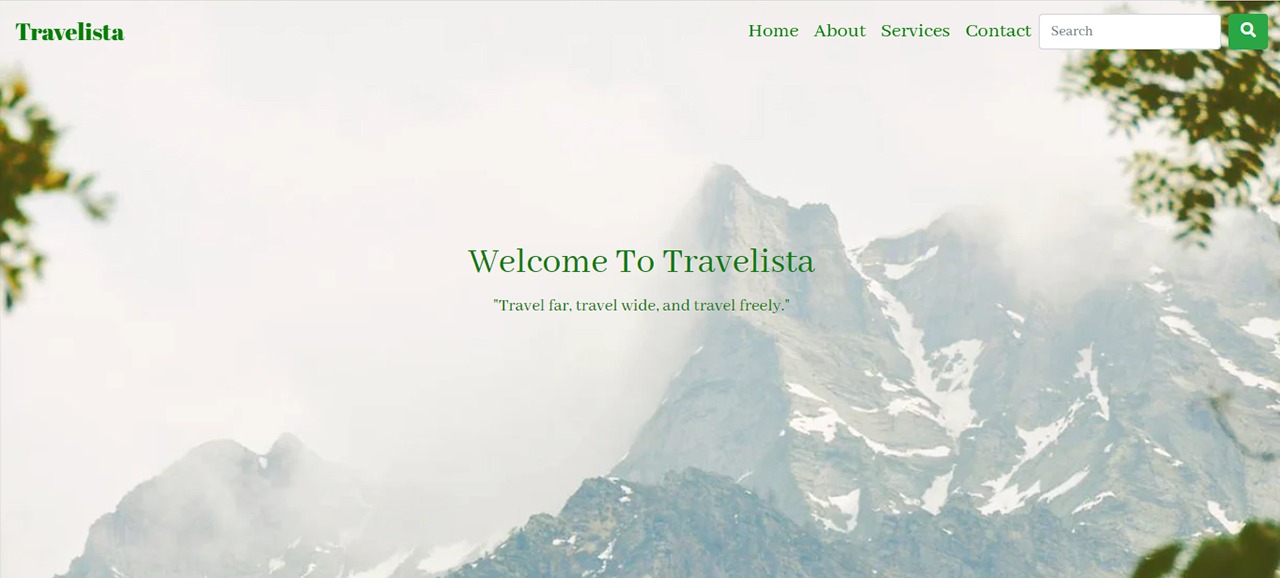 Travelista
Home About Services Contact Search
Welcome To Travelista
"Travel far, travel wide, and travel freely."